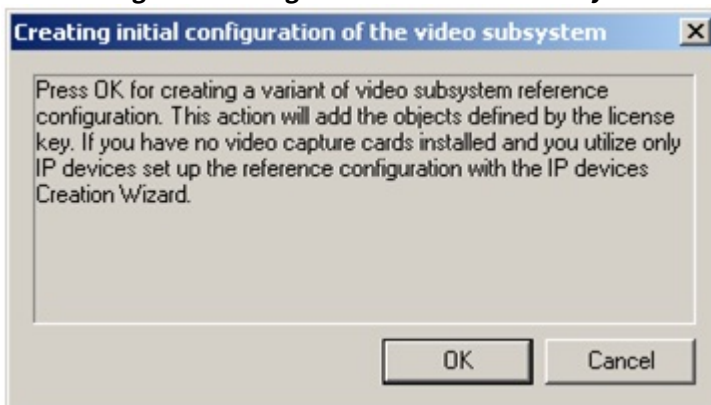 Creating initial configuration of the video subsystem
Press OK for creating a variant of video subsystem reference
configuration. This action will add the objects defined by the license
key. If you have no video capture cards installed and you utilize only
IP devices set up the reference configuration with the IP devices
Creation Wizard.
OK
Cancel